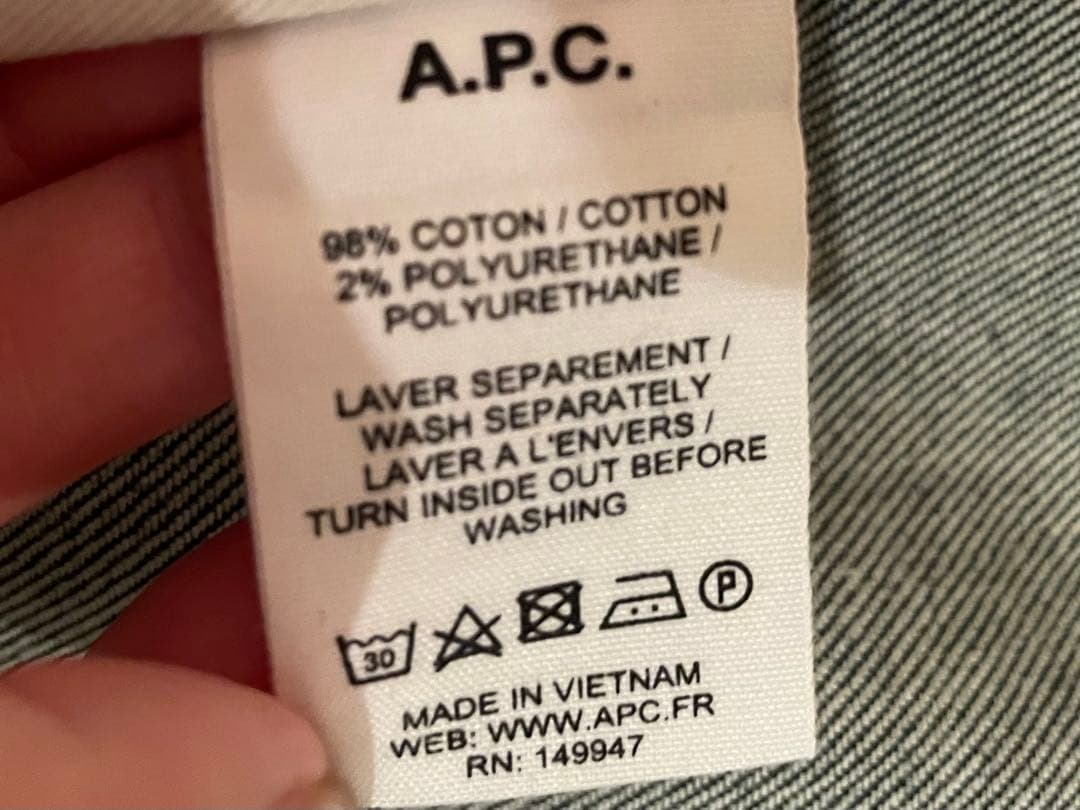 A.P.C.
98% COTON / COTTON
2% POLYURETHANE /
POLYURETHANE
LAVER SEPAREMENT /
WASH SEPARATELY
LAVER A L'ENVERS /
TURN INSIDE OUT BEFORE
WASHING
30
P
MADE IN VIETNAM
WEB: WWW.APC.FR
RN: 149947